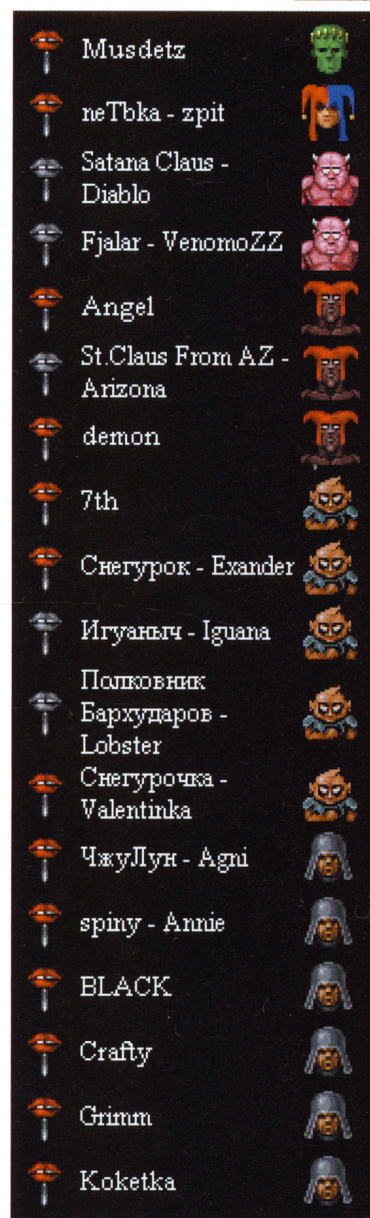 Musdetz
neTbka - zpit
Satana Claus -
Diablo
Fjalar - VenomoZZ
Angel
St.Claus From AZ -
Arizona
demon
7th
Снегурок - Exander
Игуаныч - Iguana
Полковник
Бархударов -
Lobster
Снегурочка -
Valentinka
ЧжуЛун - Agni
spiny - Annie
BLACK
Crafty
Grimm
Koketka